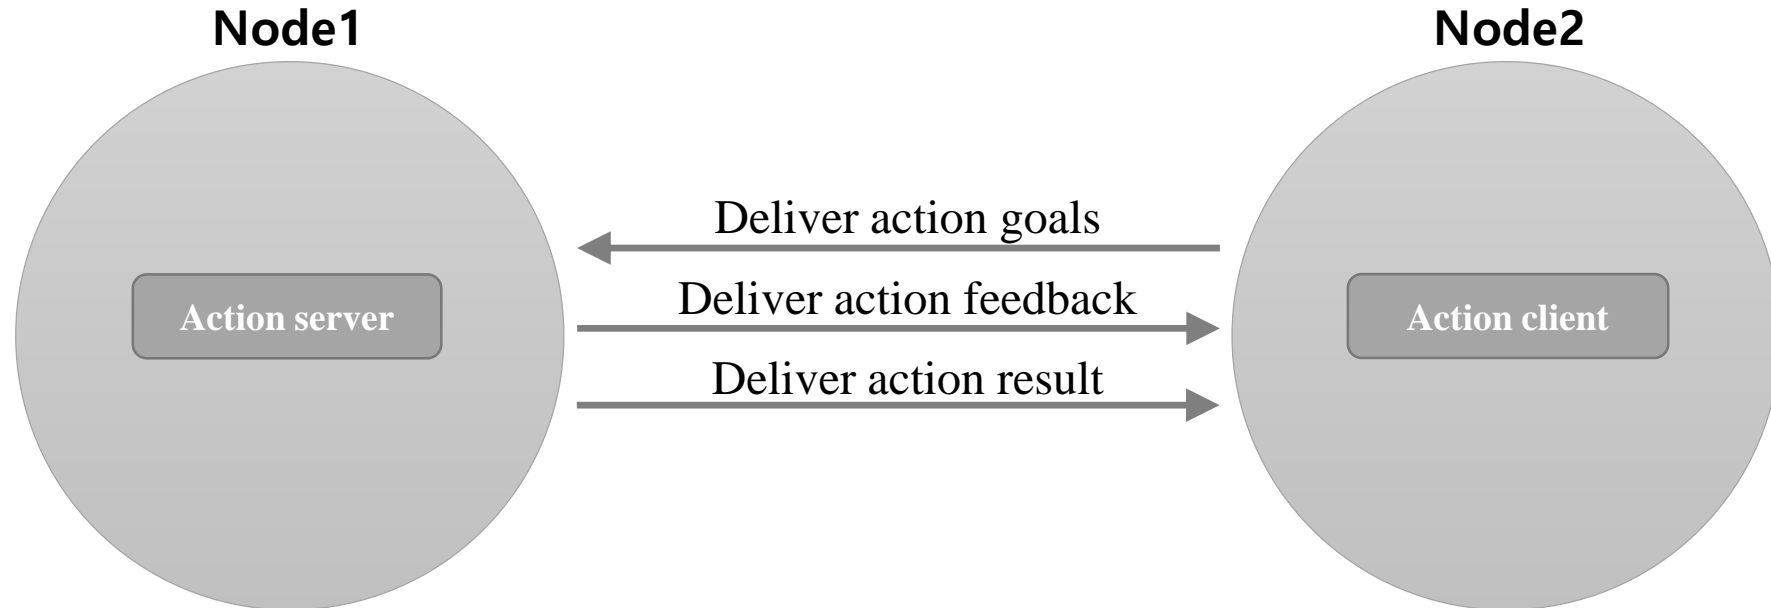 Node1
Node2
Deliver action goals
Deliver action feedback
Action server
Action client
Deliver action result